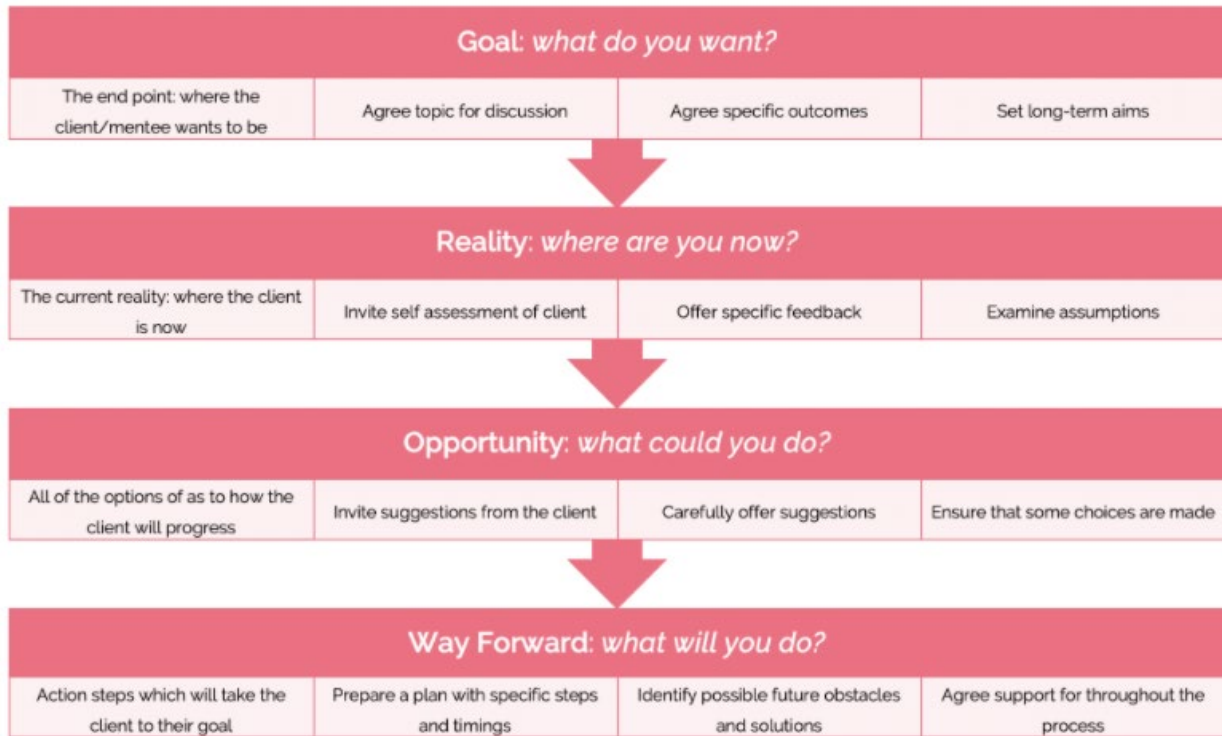 Goal: what do you want?
The end point: where the
client/mentee wants to be
Agree topic for discussion
Agree specific outcomes
Set long-term aims
Reality: where are you now?
The current reality: where the client
is now
Invite self assessment of client
Offer specific feedback
Examine assumptions
Opportunity: what could you do?
All of the options of as to how the
client will progress
Invite suggestions from the client
Carefully offer suggestions
Ensure that some choices are made
Way Forward: what will you do?
Action steps which will take the
client to their goal
Prepare a plan with specific steps
and timings
Identify possible future obstacles
and solutions
Agree support for throughout the
process